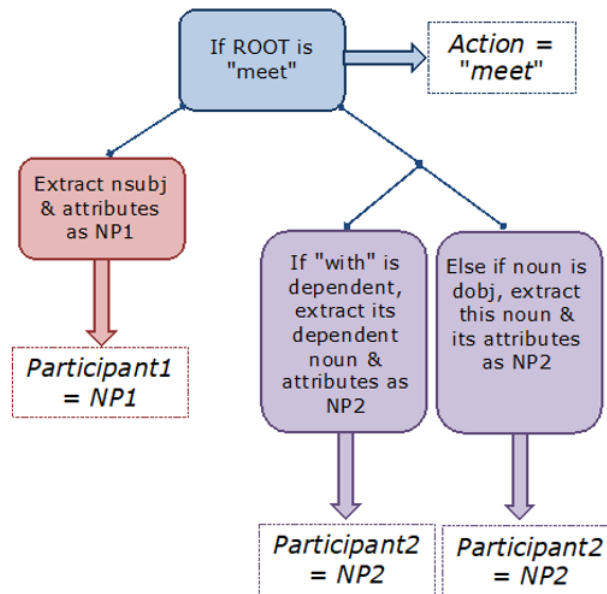 If ROOT is
"meet"
Action =
"meet"
Extract nsubj
& attributes
as NP1
If "with" is
dependent,
extract its
dependent
noun &
attributes as
NP2
Else if noun is
dobj, extract
this noun &
its attributes
as NP2
Participant1
= NP1
Participant2
= NP2
Participant2
= NP2